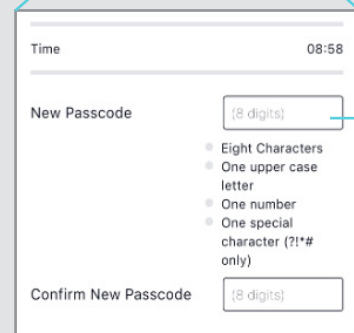 Time 08:58
New Passcode (8 digits)
Eight Characters
One upper case
letter
One number
One special
character (?!*#
only)
Confirm New Passcode (8 digits)